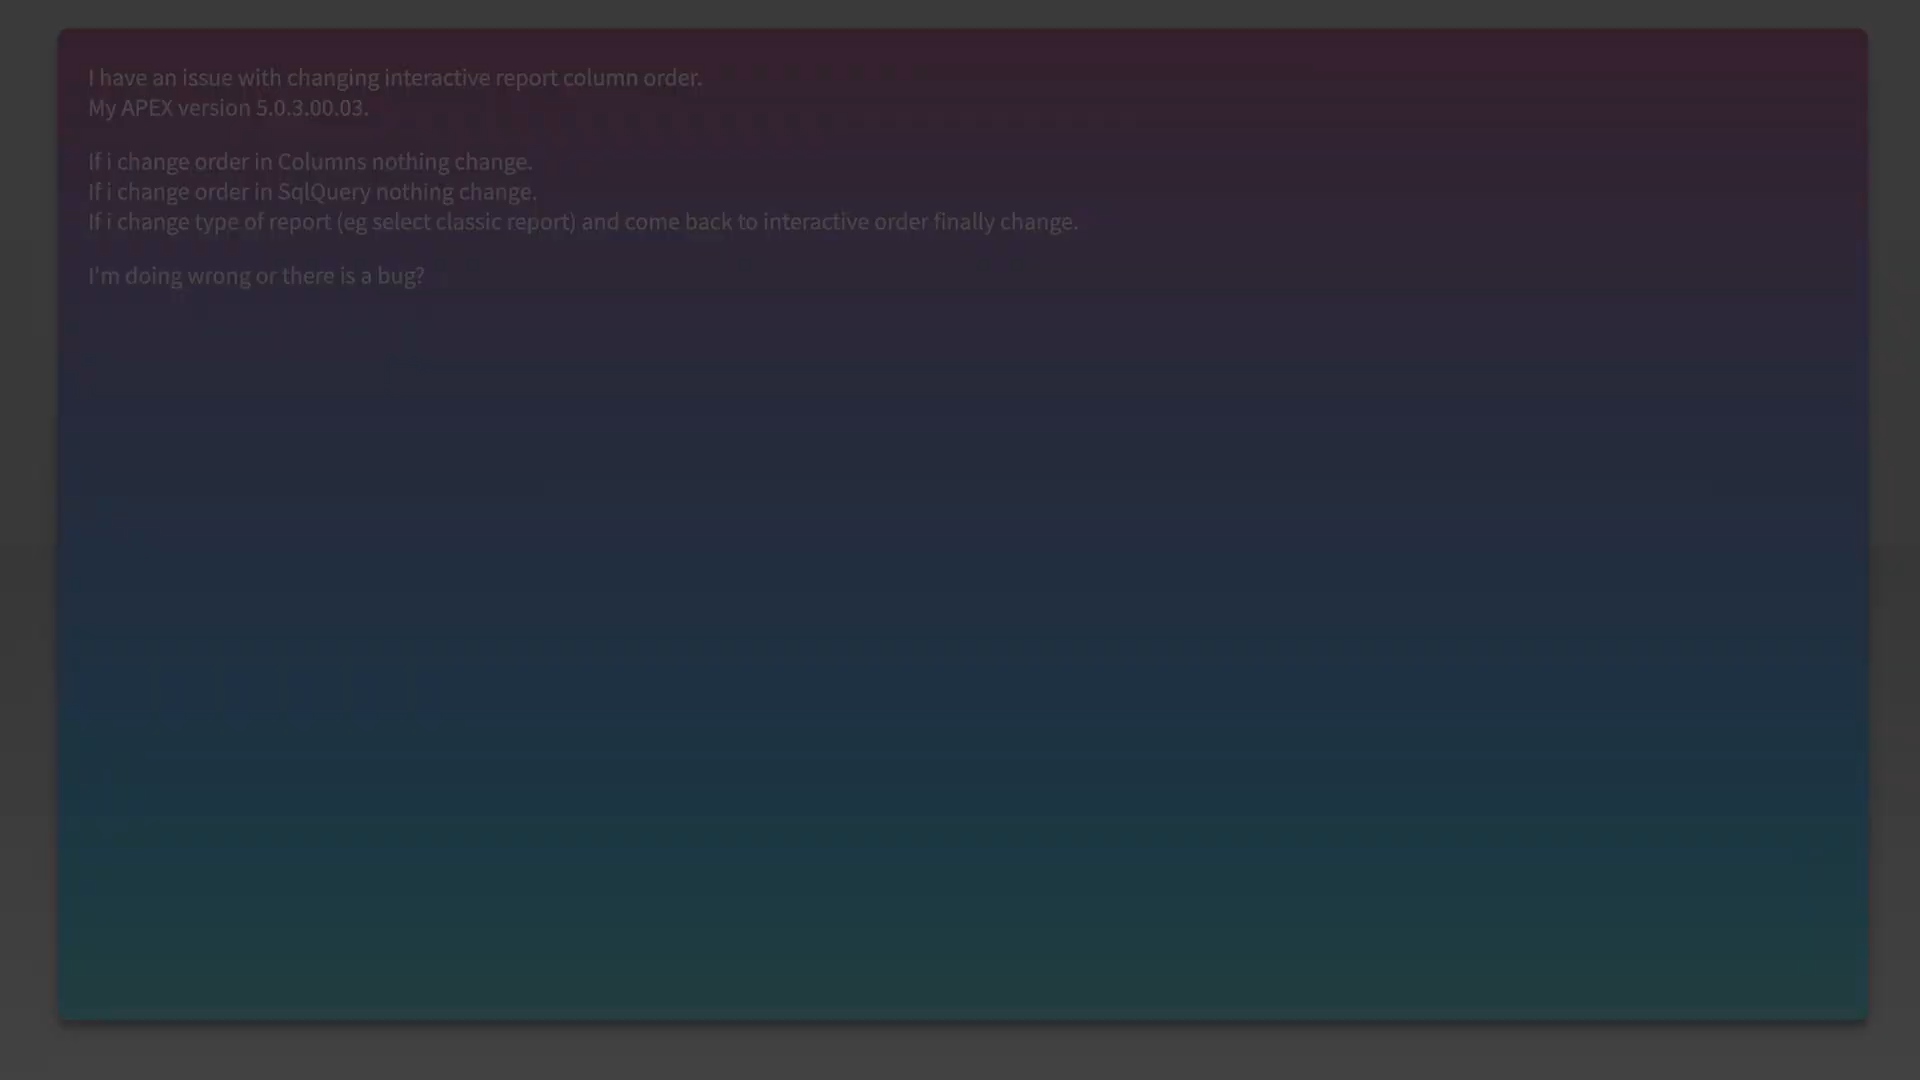 I have an issue with changing interactive report column order.
My APEX version 5.0.3.00.03.
If i change order in Columns nothing change.
If i change order in SqlQuery nothing change.
If i change type of report (eg select classic report) and come back to interactive order finally change.
I'm doing wrong or there is a bug?